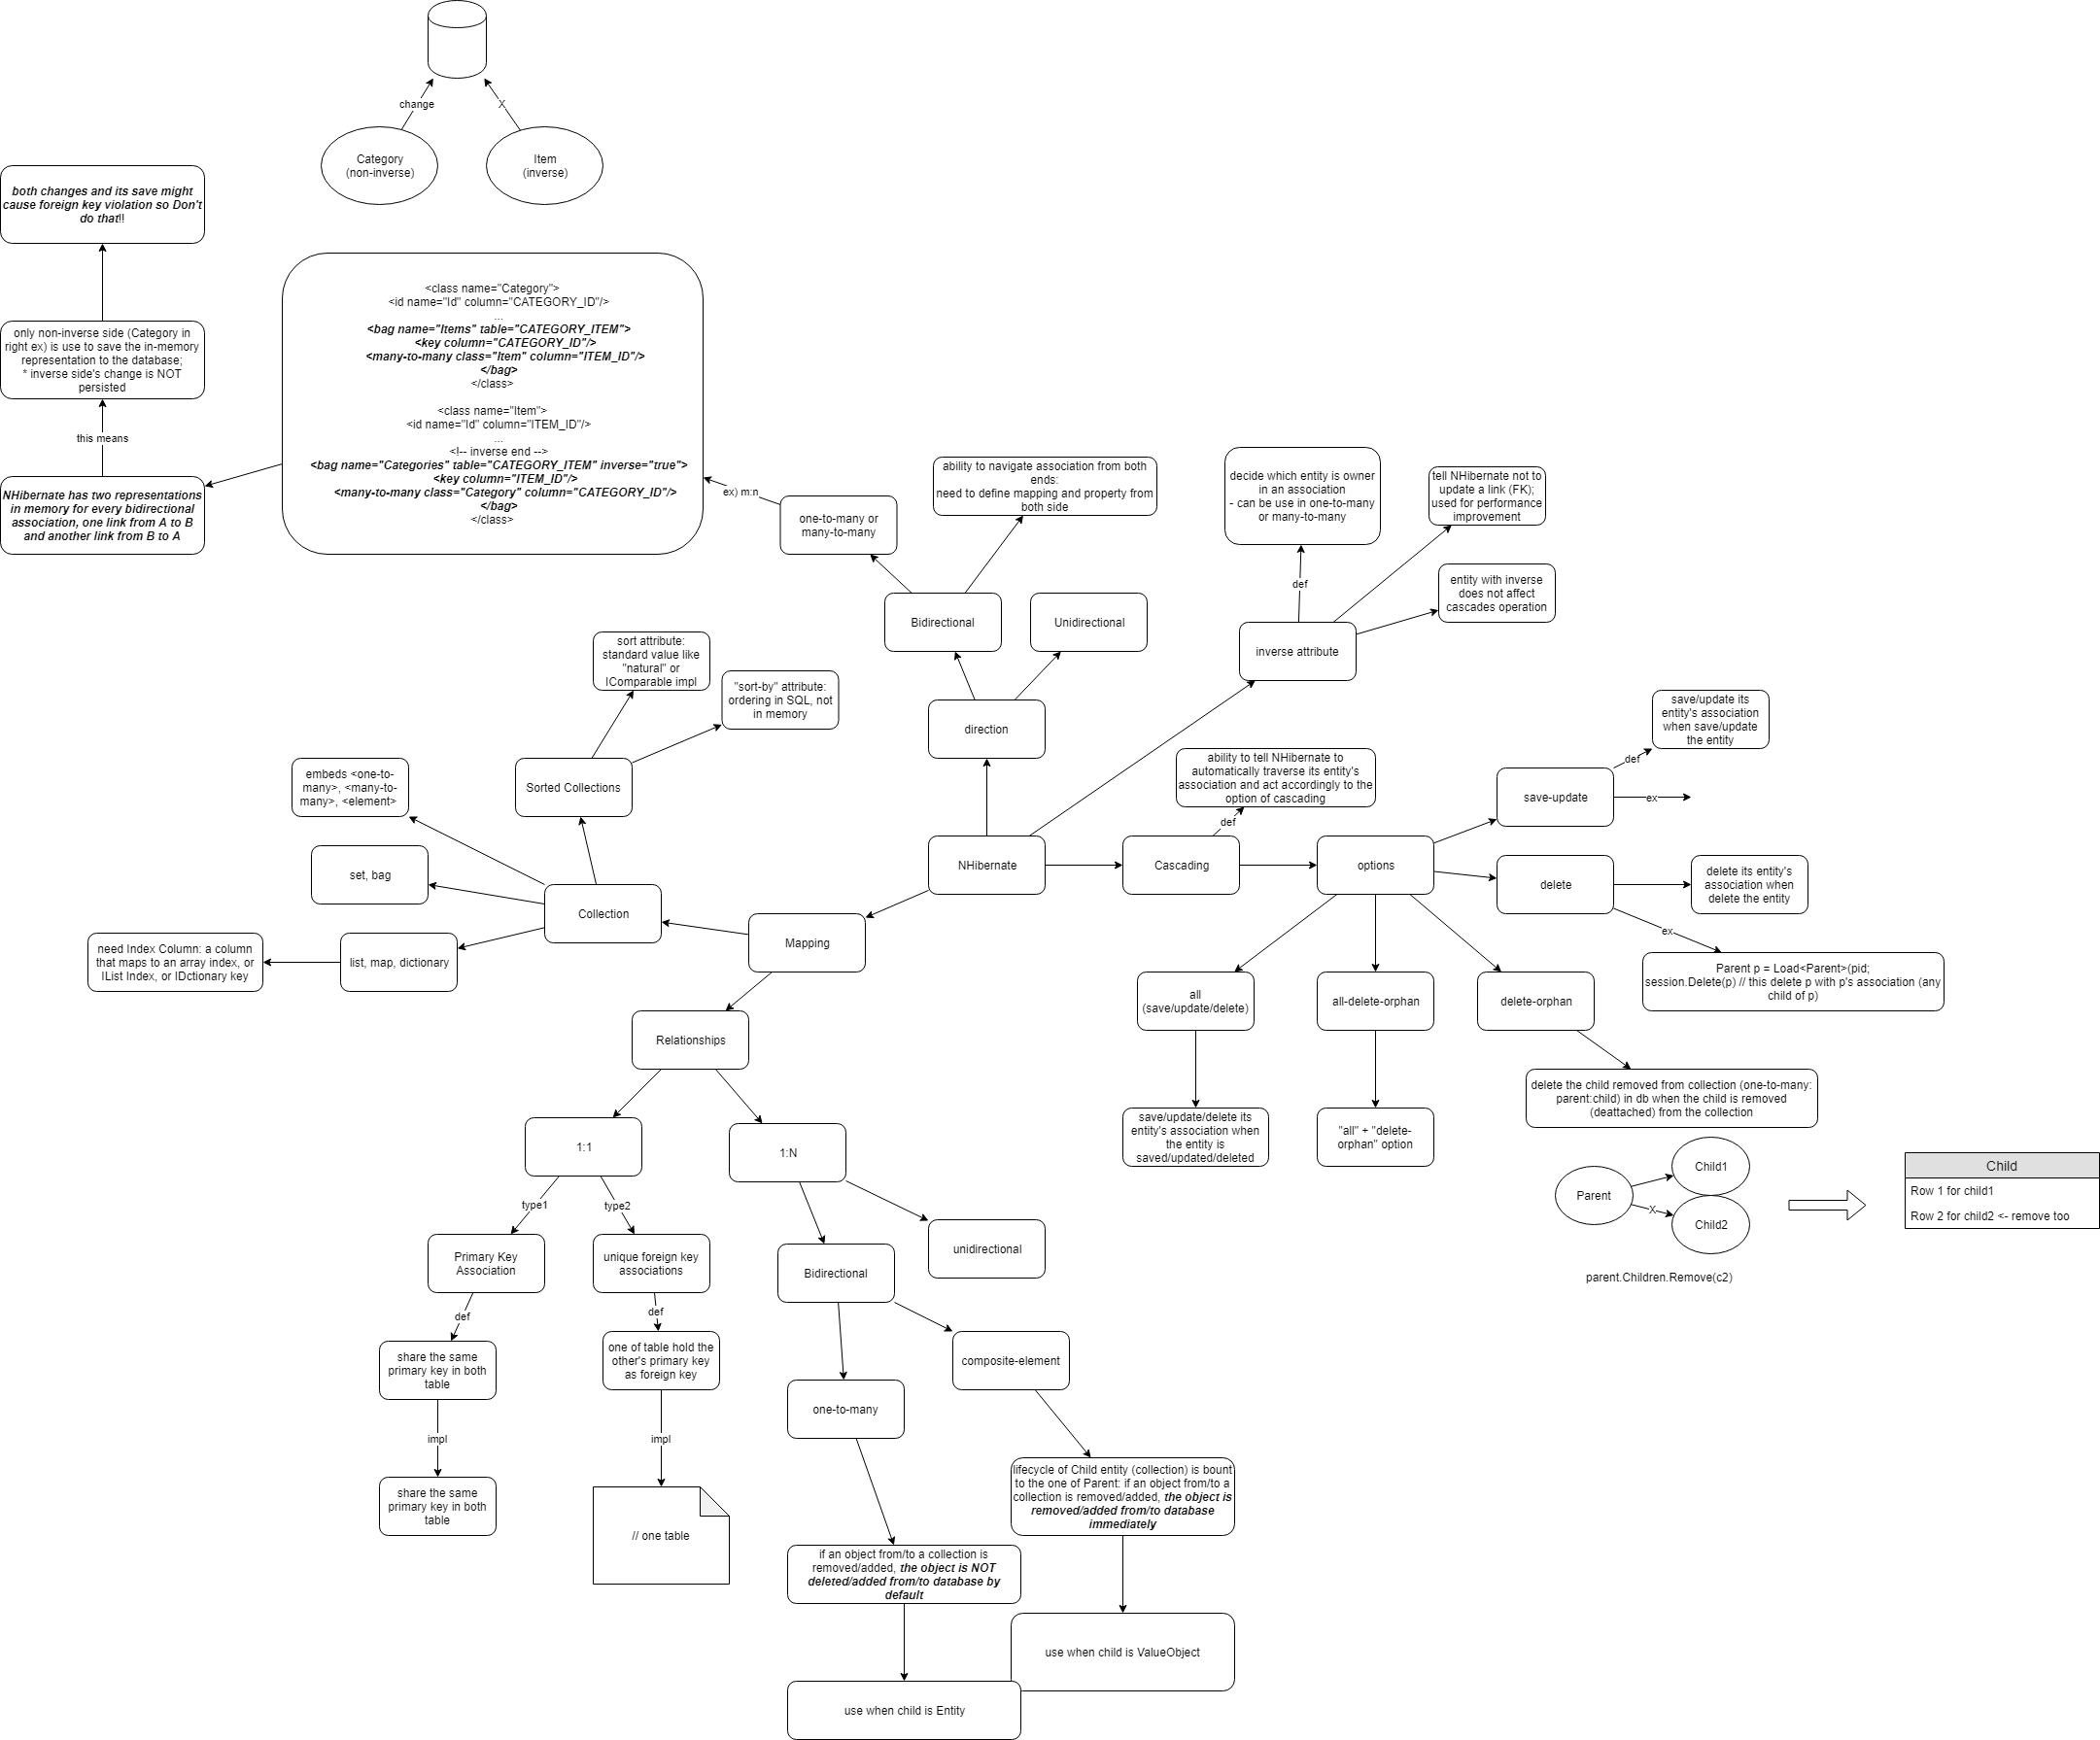 change
X
Category
(non-inverse)
Item
(inverse)
both changes and its save might
cause foreign key violation so Don't
do that!!
only non-inverse side (Category in
right ex) is use to save the in-memory
representation to the database;
* inverse side's change is NOT
persisted
this means
NHibernate has two representations
in memory for every bidirectional
association, one link from A to B
and another link from B to A
<class name="Category">
<id name="Id" column="CATEGORY_ID"/>
...
<bag name="Items" table="CATEGORY_ITEM">
<key column="CATEGORY_ID"/>
<many-to-many class="Item" column="ITEM_ID"/>
</bag>
</class>
<class name="Item">
<id name="Id" column="ITEM_ID"/>
...
<!-- inverse end -->
<bag name="Categories" table="CATEGORY_ITEM" inverse="true">
<key column="ITEM_ID"/>
<many-to-many class="Category" column="CATEGORY_ID"/>
</bag>
</class>
ex) m:n
one-to-many or
many-to-many
ability to navigate association from both
ends:
need to define mapping and property from
both side
Bidirectional
Unidirectional
direction
decide which entity is owner
in an association
- can be use in one-to-many
or many-to-many
tell NHibernate not to
update a link (FK);
used for performance
improvement
def
entity with inverse
does not affect
cascades operation
inverse attribute
sort attribute:
standard value like
"natural" or
IComparable impl
"sort-by" attribute:
ordering in SQL, not
in memory
Sorted Collections
embeds <one-to-
many>, <many-to-
many>, <element>
set, bag
Collection
list, map, dictionary
need Index Column: a column
that maps to an array index, or
IList Index, or IDctionary key
Mapping
NHibernate
Cascading
def
ability to tell NHibernate to
automatically traverse its entity's
association and act accordingly to the
option of cascading
options
save-update
def
save/update its
entity's association
when save/update
the entity
ex
delete
delete its entity's
association when
delete the entity
ex
Parent p = Load<Parent>(pid;
session.Delete(p) // this delete p with p's association (any
child of p)
all
(save/update/delete)
all-delete-orphan
delete-orphan
save/update/delete its
entity's association when
the entity is
saved/updated/deleted
"all" + "delete-
orphan" option
delete the child removed from collection (one-to-many:
parent:child) in db when the child is removed
(deattached) from the collection
Parent
X
Child1
Child2
parent.Children.Remove(c2)
Child
Row 1 for child1
Row 2 for child2 <- remove too
Relationships
1:1
1:N
type1
type2
Primary Key
Association
unique foreign key
associations
def
def
share the same
primary key in both
table
one of table hold the
other's primary key
as foreign key
impl
impl
share the same
primary key in both
table
// one table
Bidirectional
unidirectional
one-to-many
composite-element
lifecycle of Child entity (collection) is bount
to the one of Parent: if an object from/to a
collection is removed/added, the object is
removed/added from/to database
immediately
if an object from/to a collection is
removed/added, the object is NOT
deleted/added from/to database by
default
use when child is ValueObject
use when child is Entity